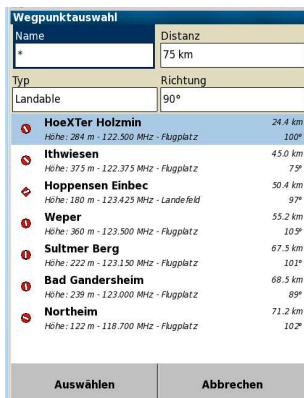 Wegpunktauswahl
Name Distanz
* 75 km
Typ Richtung
Landable 90°
HoeXTer Holzmin 24.4 km
Höhe: 284 m - 122.500 MHz - Flugplatz 100°
Ithwiesen 45.0 km
Höhe: 375 m - 122.375 MHz - Flugplatz 75°
Hoppensen Einbec 50.4 km
Höhe: 180 m - 123.425 MHz - Landefeld 97°
Weper 55.2 km
Höhe: 360 m - 123.500 MHz - Flugplatz 105°
Sultmer Berg 67.5 km
Höhe: 222 m - 123.150 MHz - Flugplatz 101°
Bad Gandersheim 68.5 km
Höhe: 239 m - 123.000 MHz - Flugplatz 89°
Northeim 71.2 km
Höhe: 122 m - 118.700 MHz - Flugplatz 102°
Auswählen Abbrechen